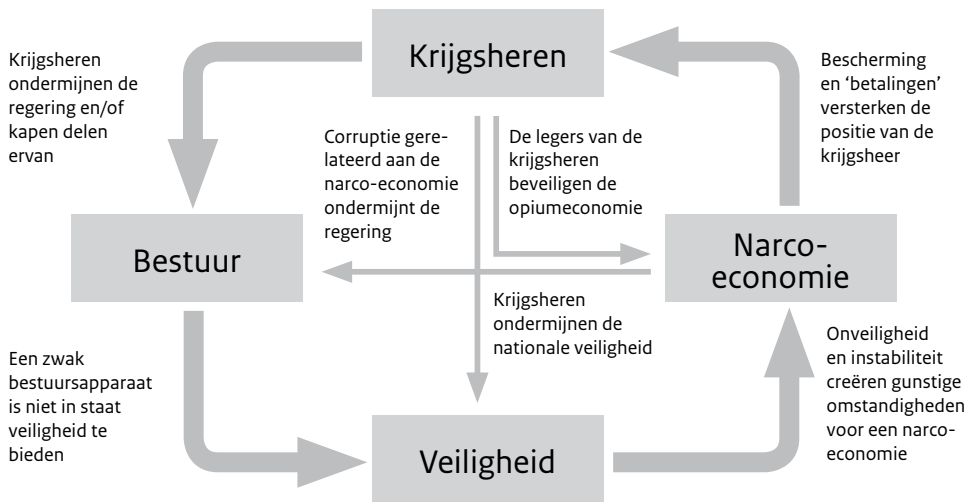 Krijgsheren
Krijgsheren
ondermijnen de
regering en/of
kapen delen
ervan
Bescherming
en ‘betalingen’
versterken de
positie van de
krijgsheer
Corruptie gere-
lateerd aan de
narco-economie
ondermijnt de
regering
De legers van de
krijgsheren
beveiligen de
opiumeconomie
Bestuur
Narco-
economie
Krijgsheren
ondermijnen de
nationale veiligheid
Een zwak
bestuursapparaat
is niet in staat
veiligheid te
bieden
Onveiligheid
en instabiliteit
creëren gunstige
omstandigheden
voor een narco-
economie
Veiligheid